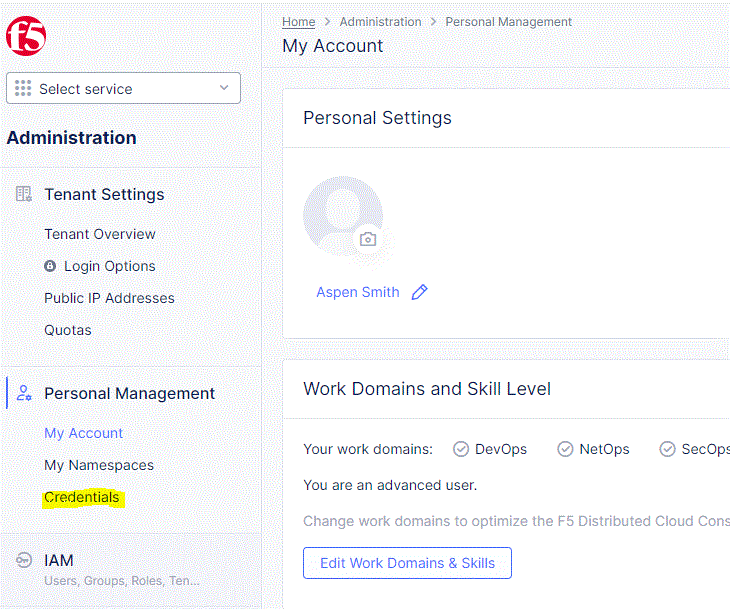 f5
Select service
Administration
Tenant Settings
Tenant Overview
Login Options
Public IP Addresses
Quotas
Personal Management
My Account
My Namespaces
Credentials
IAM
Users, Groups, Roles, Ten...
Home > Administration > Personal Management
My Account
Personal Settings
Aspen Smith
Work Domains and Skill Level
Your work domains: DevOps NetOps SecOps
You are an advanced user.
Change work domains to optimize the F5 Distributed Cloud Cons
Edit Work Domains & Skills